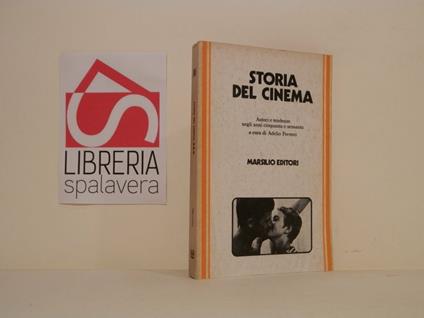 LIBRERIA
spalavera
STORIA
DEL CINEMA
Autori e tendenze
negli anni cinquanta e sessanta
a cura di Adelio Ferrero
MARSILIO EDITORI